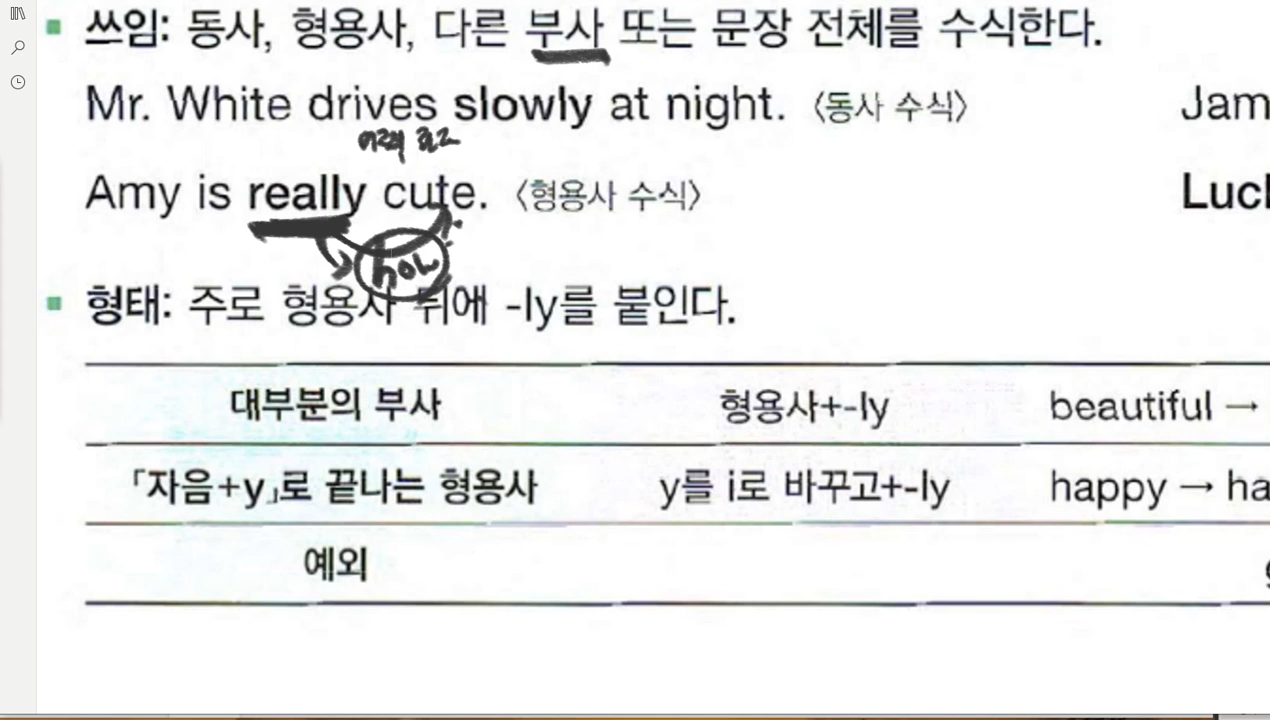 쓰임: 동사, 형용사, 다른 부사 또는 문장 전체를 수식한다.
Mr. White drives slowly at night. 〈동사 수식〉 Jam
Amy is really cute. 〈형용사 수식〉 Luck
how
형태: 주로 형용사 뒤에 -ly를 붙인다.
대부분의 부사 형용사+-ly beautiful →
「자음+y」로 끝나는 형용사 y를 i로 바꾸고+-ly happy → ha
예외